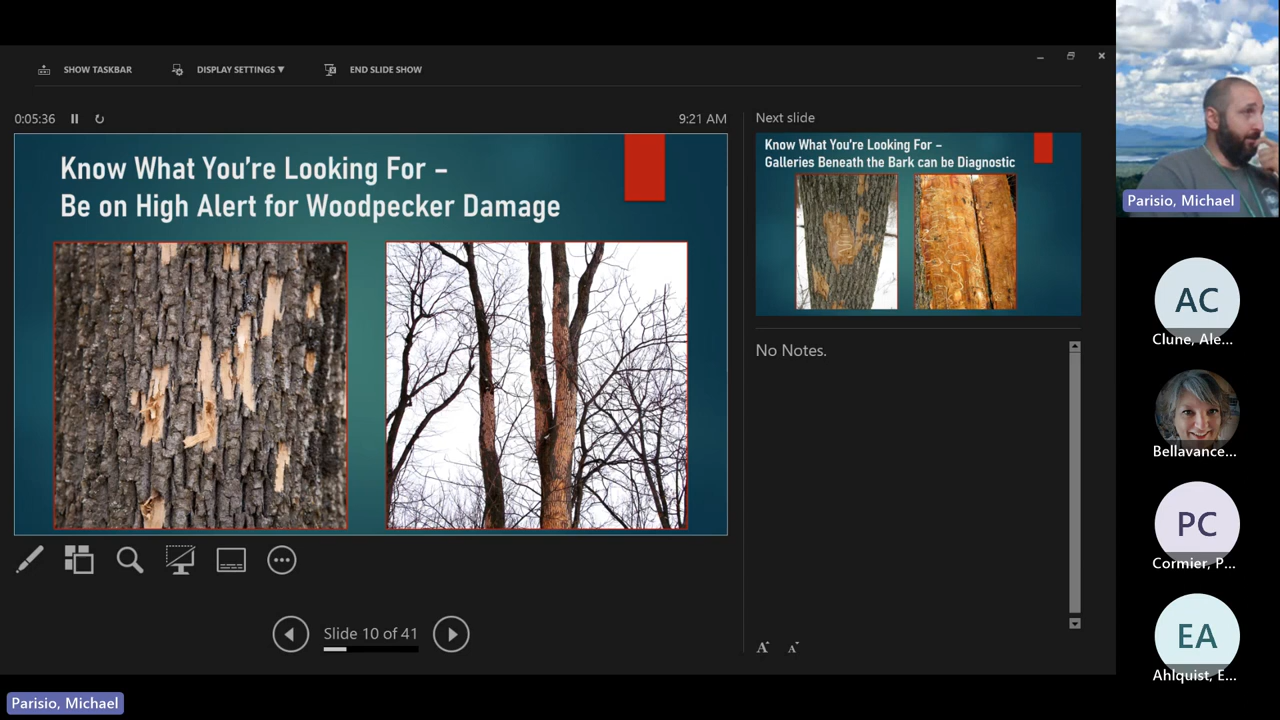 SHOW TASKBAR
DISPLAY SETTINGS ▼
END SLIDE SHOW
0:05:36
9:21 AM
Know What You're Looking For –
Be on High Alert for Woodpecker Damage
Slide 10 of 41
Next slide
Know What You're Looking For –
Galleries Beneath the Bark can be Diagnostic
No Notes.
A A
Parisio, Michael
AC
Clune, Ale...
Bellavance...
PC
Cormier, P...
EA
Ahlquist, E...
Parisio, Michael